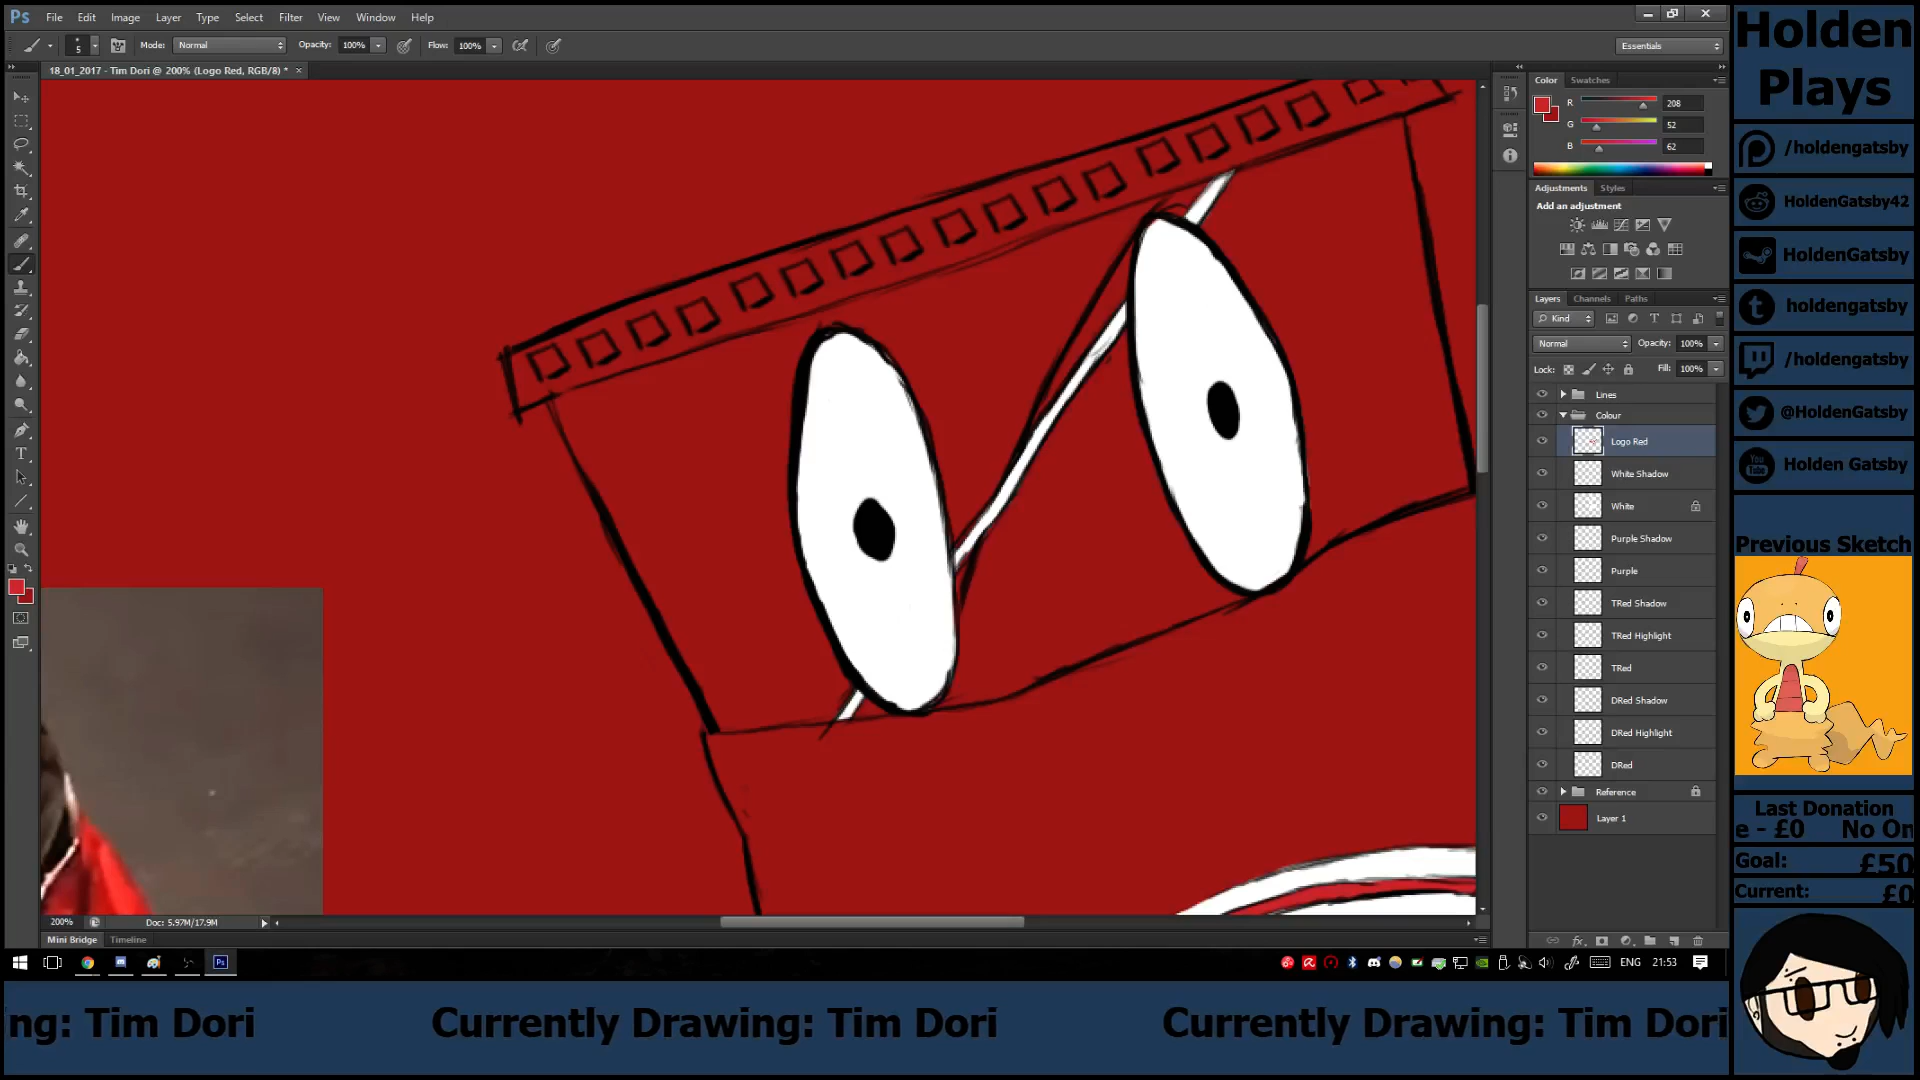 Ps File Edit Image Layer Type Select Filter View Window Help
5 Mode: Normal Opacity: 100% Flow: 100% Essentials
18_01_2017 - Tim Dori @ 200% (Logo Red, RGB/8) * ×
Color Swatches
R 208
G 52
B 62
Adjustments Styles
Add an adjustment
Layers Channels Paths
Kind
Normal Opacity: 100%
Lock: Fill: 100%
Lines
Colour
Logo Red
White Shadow
White
Purple Shadow
Purple
TRed Shadow
TRed Highlight
TRed
DRed Shadow
DRed Highlight
DRed
Reference
Layer 1
200% Doc: 5.97M/17.9M
Mini Bridge Timeline
Ps ENG 21:53
Holden
Plays
/holdengatsby
HoldenGatsby42
HoldenGatsby
holdengatsby
/holdengatsby
@HoldenGatsby
You Tube Holden Gatsby
Previous Sketch
Last Donation
e - £0 No On
Goal: £50
Current: £0
ng: Tim Dori Currently Drawing: Tim Dori Currently Drawing: Tim Dori